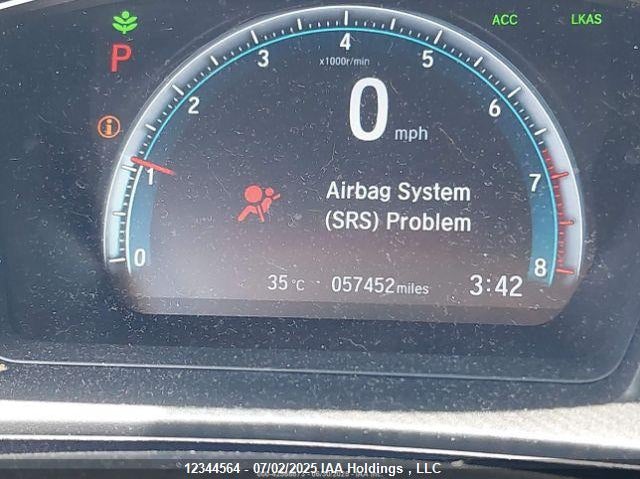 ACC LKAS
P
x1000r/min
0 1 2 3 4 5 6 7 8
0 mph
Airbag System
(SRS) Problem
35°C 057452 miles 3:42
12344564 - 07/02/2025 IAA Holdings , LLC